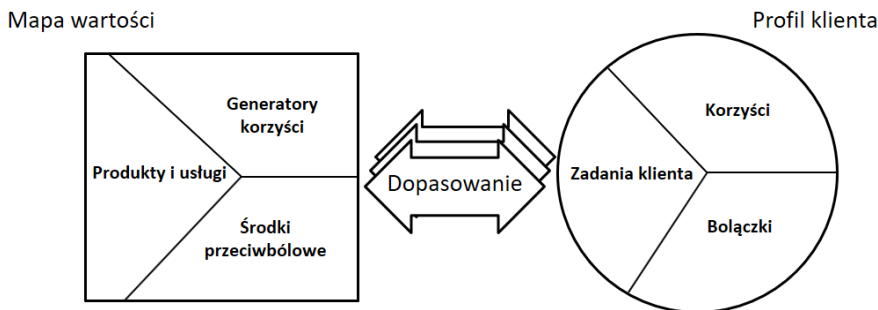 Mapa wartości
Profil klienta
Generatory
korzyści
Produkty i usługi
Środki
przeciwbólowe
Dopasowanie
Korzyści
Zadania klienta
Bolączki